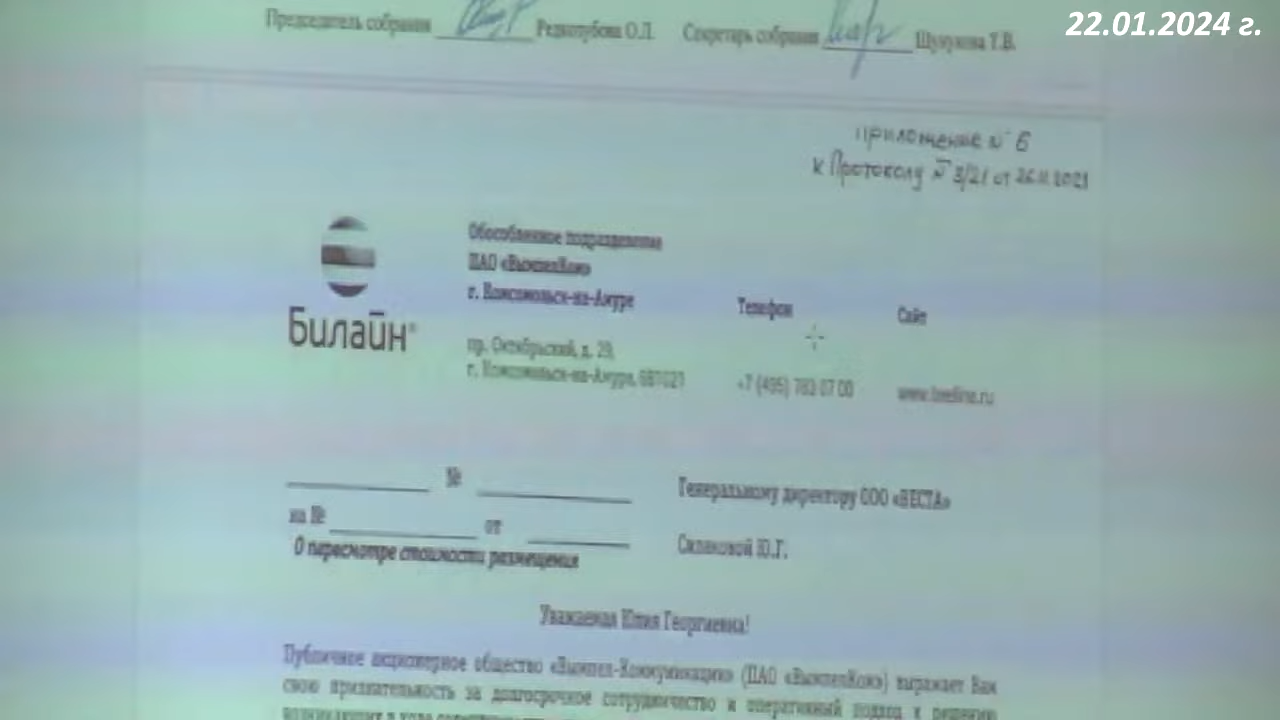 22.01.2024 г.
Председатель собрания Редкозубова О.Л. Секретарь собрания Т.В.
Приложение № 6
к Протоколу № 3/21 от 26.11.2021
Билайн
Обособленное подразделение
ПАО «ВымпелКом»
г. Комсомольск-на-Амуре
пр. Октябрьский, д. 29,
г. Комсомольск-на-Амуре, 681021
Телефон
+7 (495) 783 07 00
Сайт
www.beeline.ru
№
на № от
О пересмотре стоимости размещения
Генеральному директору ООО «ВЕСТА»
Силаковой Ю.Г.
Уважаемая Юлия Георгиевна!
Публичное акционерное общество «Вымпел-Коммуникации» (ПАО «ВымпелКом») выражает Вам
свою признательность за долгосрочное сотрудничество и оперативный подход к решению
возникающих в ходе